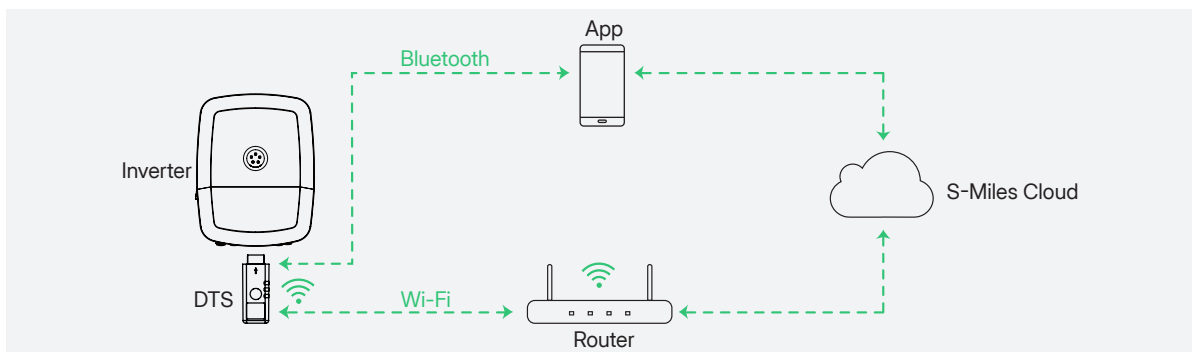 App
Bluetooth
Inverter
S-Miles Cloud
DTS
Wi-Fi
Router